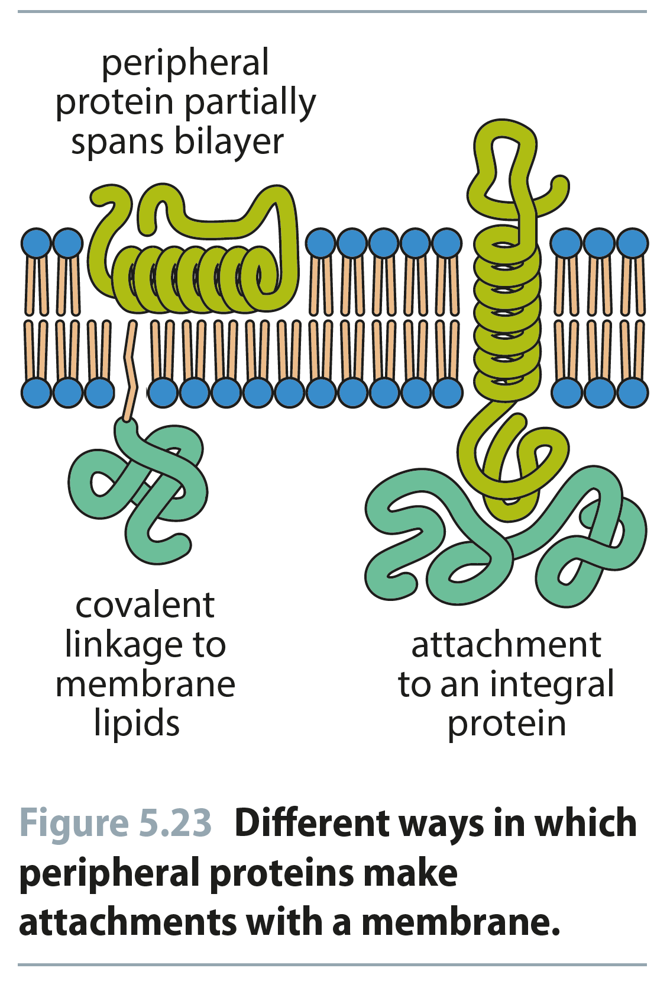 peripheral
protein partially
spans bilayer
covalent
linkage to
membrane
lipids
attachment
to an integral
protein
Figure 5.23 Different ways in which
peripheral proteins make
attachments with a membrane.